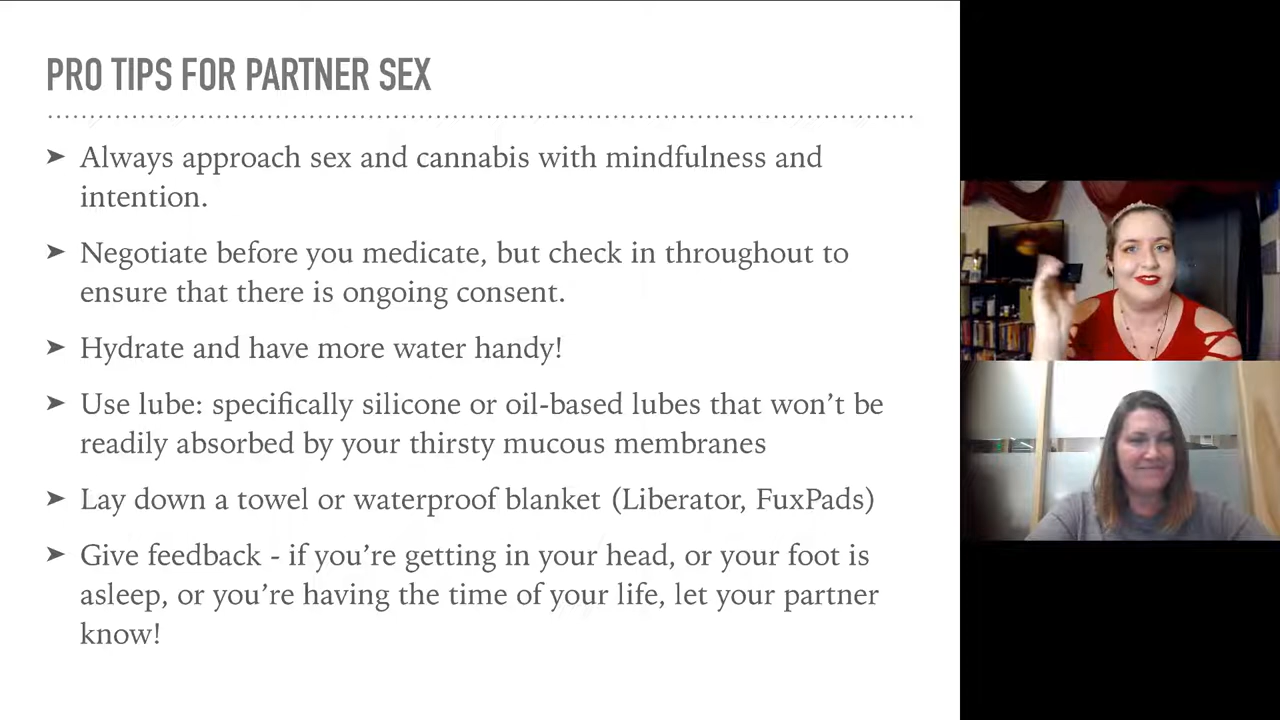 PRO TIPS FOR PARTNER SEX
➤ Always approach sex and cannabis with mindfulness and
intention.
➤ Negotiate before you medicate, but check in throughout to
ensure that there is ongoing consent.
➤ Hydrate and have more water handy!
➤ Use lube: specifically silicone or oil-based lubes that won’t be
readily absorbed by your thirsty mucous membranes
➤ Lay down a towel or waterproof blanket (Liberator, FuxPads)
➤ Give feedback - if you’re getting in your head, or your foot is
asleep, or you’re having the time of your life, let your partner
know!